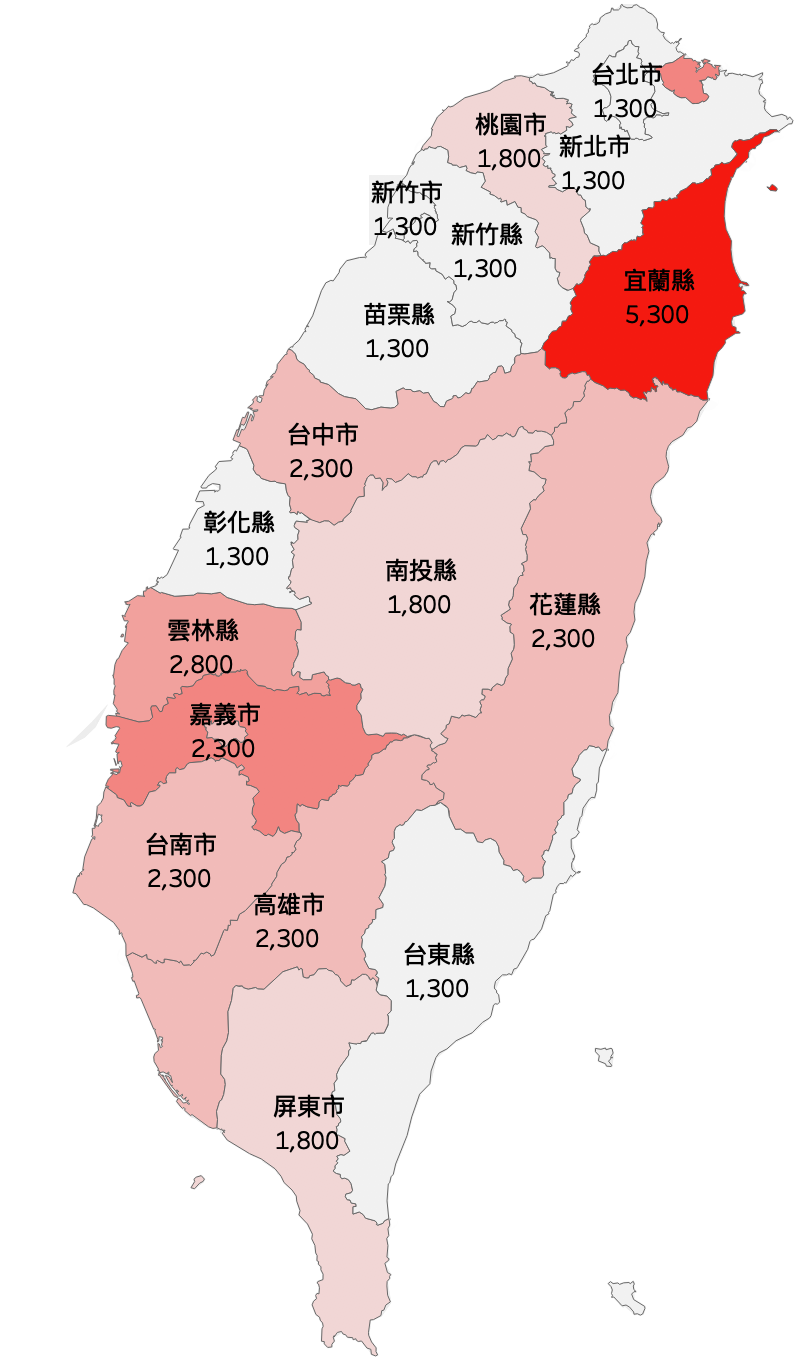 台北市
1,300
桃園市
1,800
新北市
1,300
新竹市
1,300
新竹縣
1,300
宜蘭縣
5,300
苗栗縣
1,300
台中市
2,300
彰化縣
1,300
南投縣
1,800
花蓮縣
2,300
雲林縣
2,800
嘉義市
2,300
台南市
2,300
高雄市
2,300
台東縣
1,300
屏東市
1,800